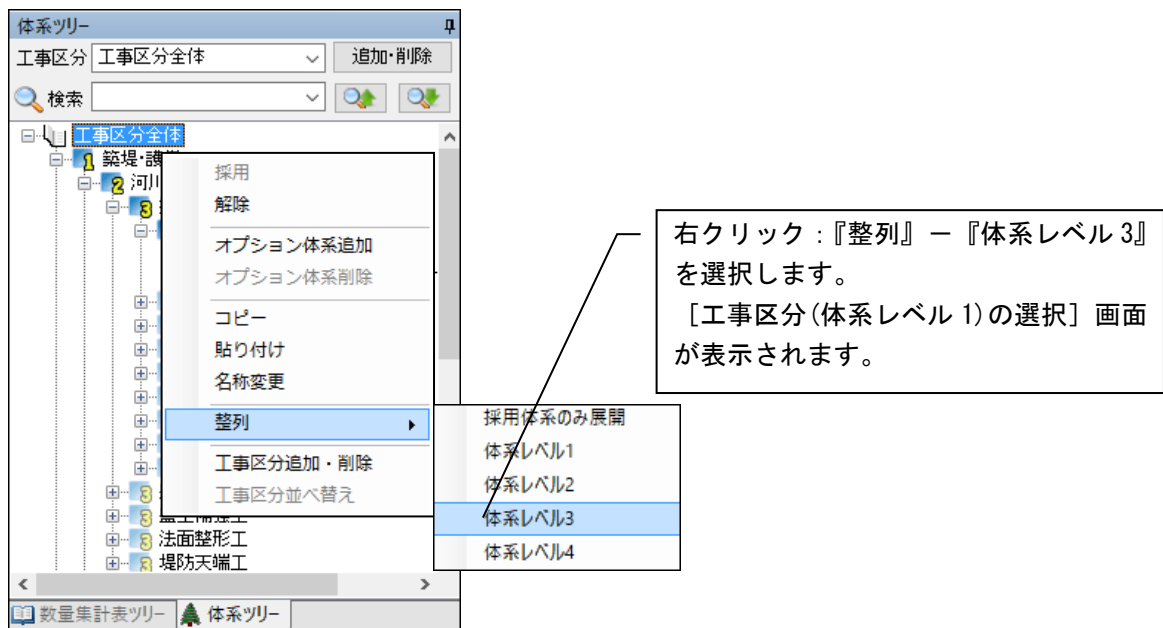 体系ツリー
工事区分 工事区分全体 追加・削除
検索
工事区分全体
1 築堤・護
2 河川
3
採用
解除
オプション体系追加
オプション体系削除
コピー
貼り付け
名称変更
整列
工事区分追加・削除
工事区分並べ替え
採用体系のみ展開
体系レベル1
体系レベル2
体系レベル3
体系レベル4
3
3
3 法面整形工
3 堤防天端工
数量集計表ツリー 体系ツリー
右クリック：『整列』－『体系レベル3』
を選択します。
［工事区分(体系レベル1)の選択］画面
が表示されます。